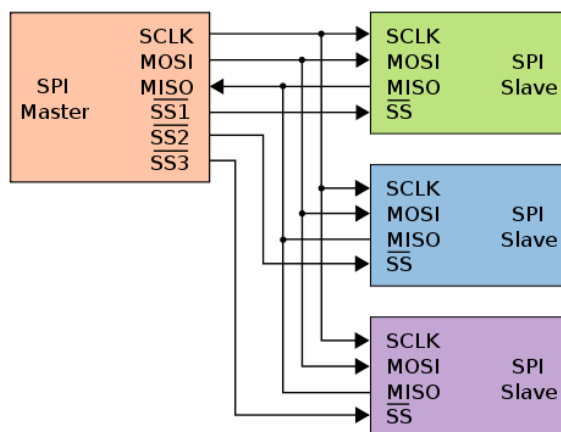 SCLK
MOSI
MISO
SS1
SS2
SS3
SPI
Master
SCLK
MOSI
MISO
SS
SPI
Slave
SCLK
MOSI
MISO
SS
SPI
Slave
SCLK
MOSI
MISO
SS
SPI
Slave